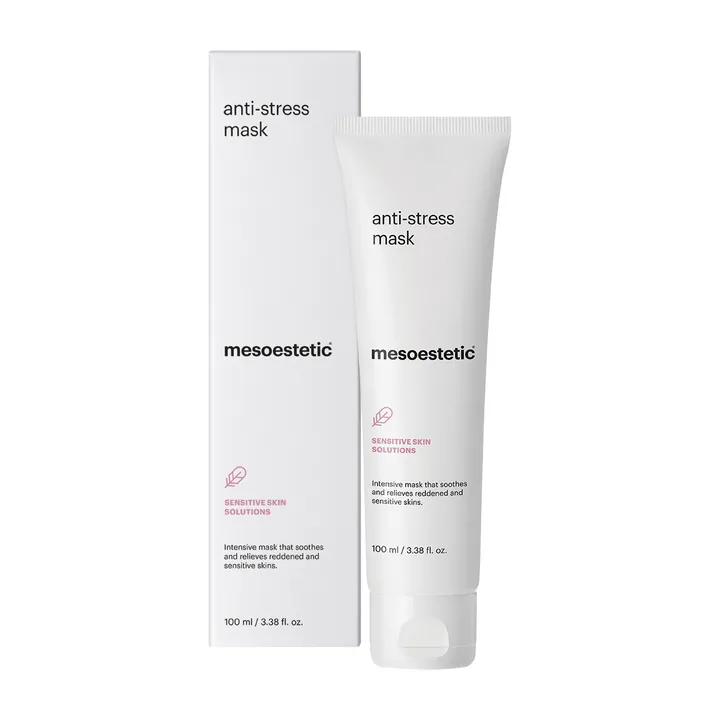 anti-stress
mask
mesoestetic®
SENSITIVE SKIN
SOLUTIONS
Intensive mask that soothes
and relieves reddened and
sensitive skins.
100 ml / 3.38 fl. oz.
anti-stress
mask
mesoestetic®
SENSITIVE SKIN
SOLUTIONS
Intensive mask that soothes
and relieves reddened and
sensitive skins.
100 ml / 3.38 fl. oz.